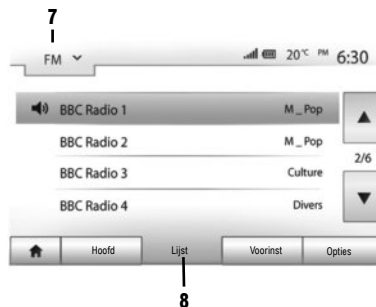 7
FM 20°C PM 6:30
BBC Radio 1 M_Pop
BBC Radio 2 M_Pop
2/6
BBC Radio 3 Culture
BBC Radio 4 Divers
Hoofd Lijst Voorinst Opties
8